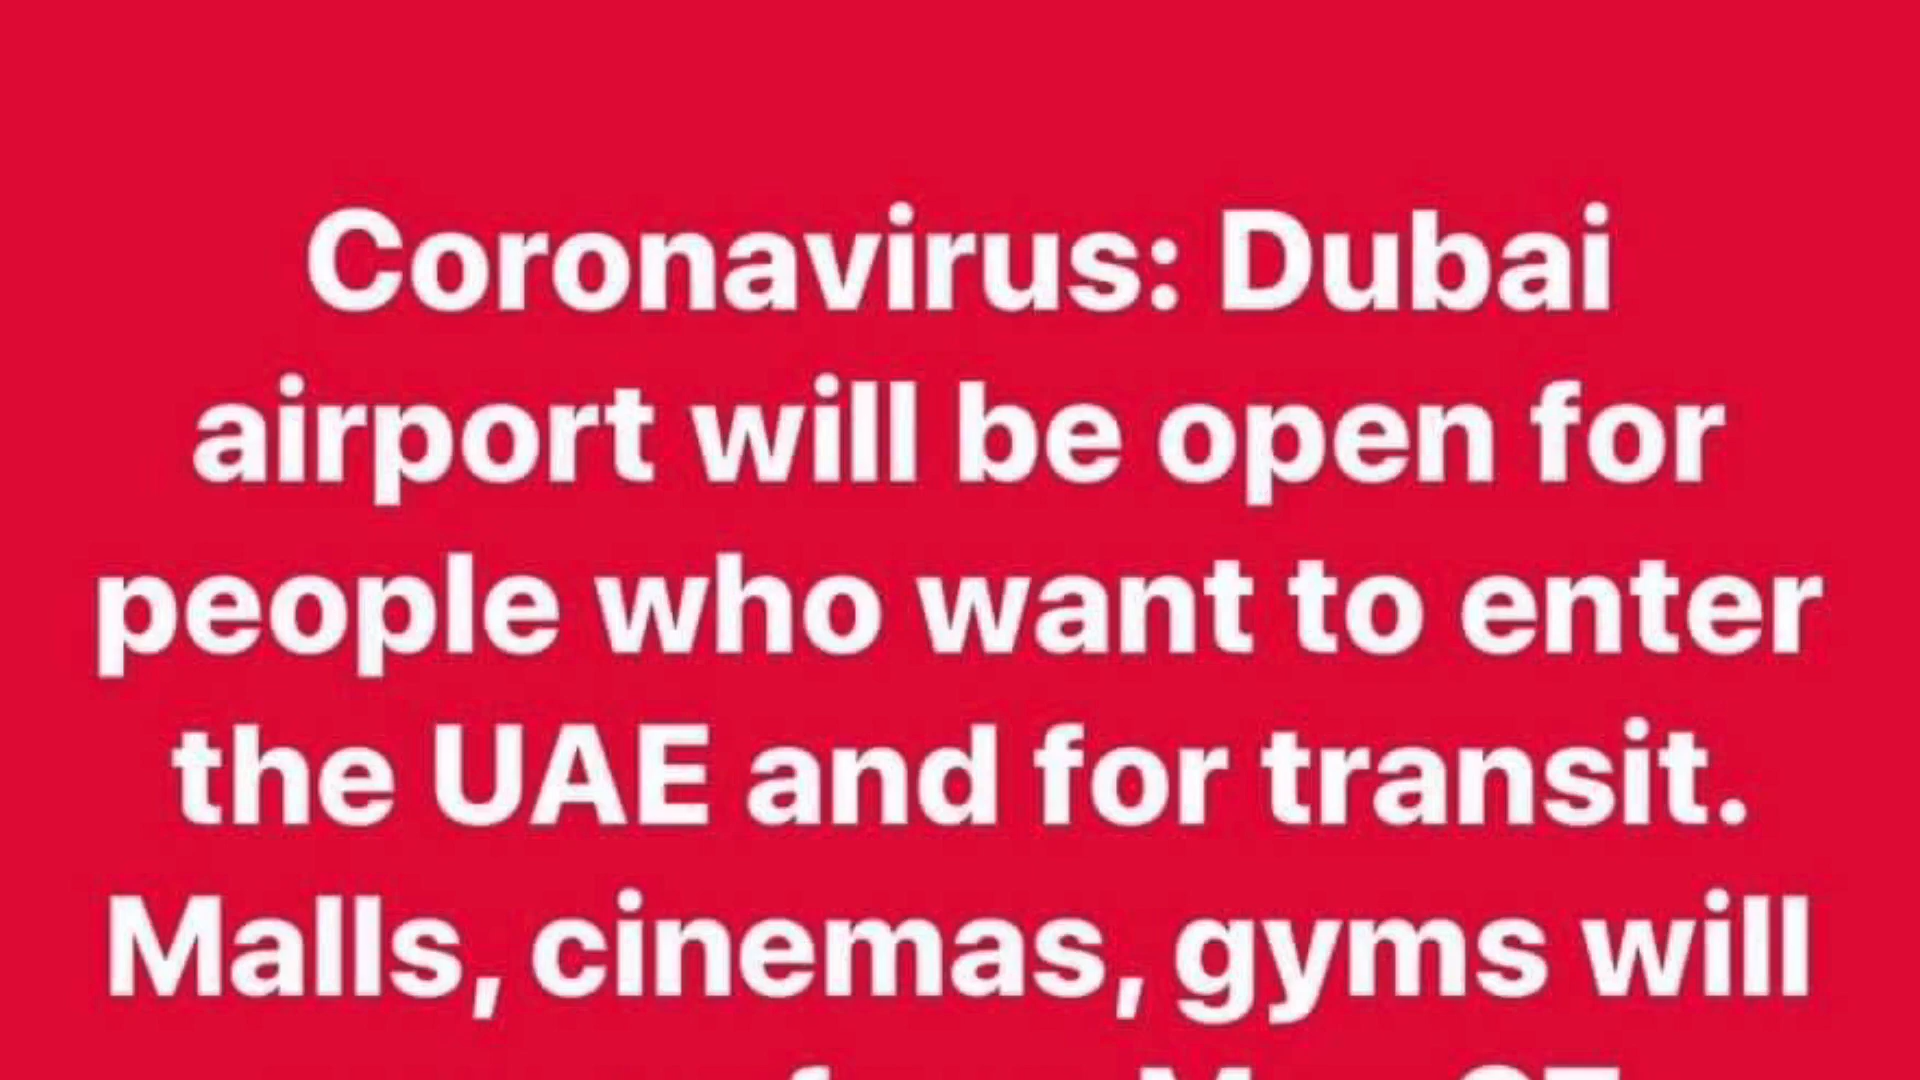 Coronavirus: Dubai
airport will be open for
people who want to enter
the UAE and for transit.
Malls, cinemas, gyms will